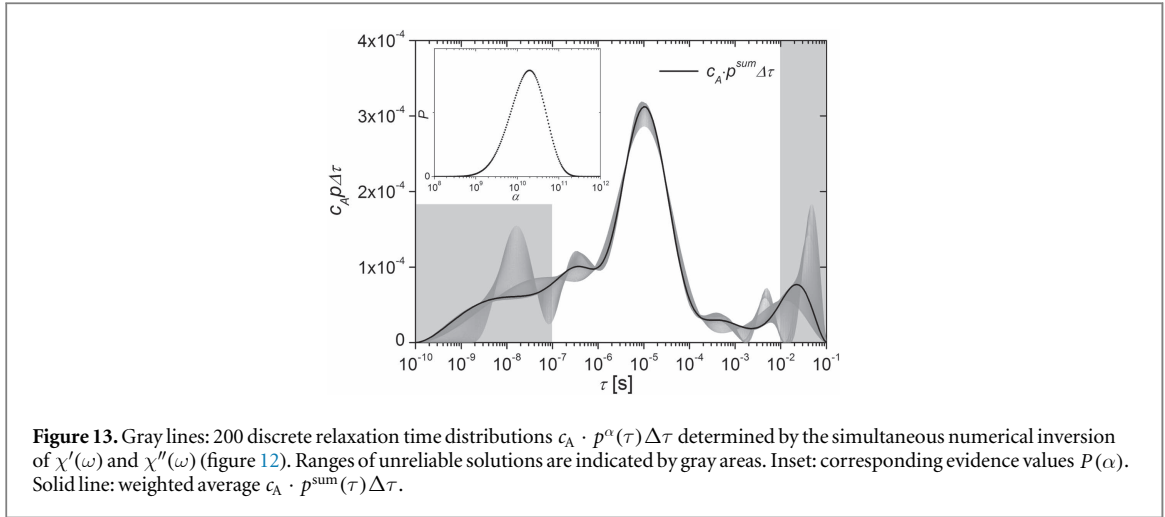 4x10⁻⁴
3x10⁻⁴
2x10⁻⁴
1x10⁻⁴
0
c_A pΔτ
P
0
10⁸ 10⁹ 10¹⁰ 10¹¹ 10¹²
α
c_A·p^sum Δτ
10⁻¹⁰ 10⁻⁹ 10⁻⁸ 10⁻⁷ 10⁻⁶ 10⁻⁵ 10⁻⁴ 10⁻³ 10⁻² 10⁻¹
τ [s]
Figure 13. Gray lines: 200 discrete relaxation time distributions c_A · p^α(τ)Δτ determined by the simultaneous numerical inversion
of χ′(ω) and χ″(ω) (figure 12). Ranges of unreliable solutions are indicated by gray areas. Inset: corresponding evidence values P(α).
Solid line: weighted average c_A · p^sum(τ)Δτ.